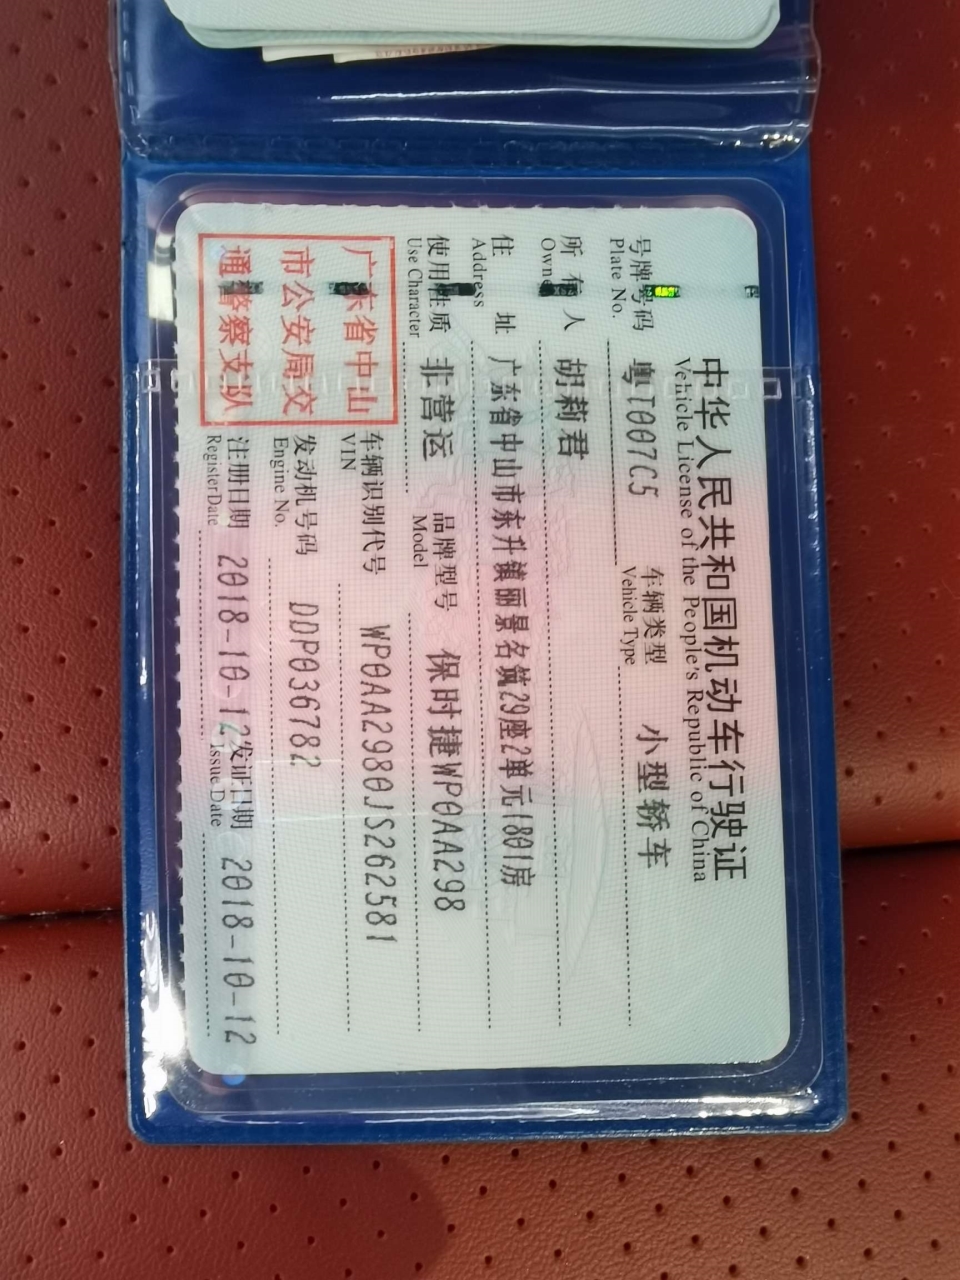 中华人民共和国机动车行驶证
Vehicle License of the People's Republic of China
号牌号码 粤T007C5 车辆类型 小型轿车
Plate No. Vehicle Type
所有人 胡莉君
Owner
住址 广东省中山市东升镇丽景名筑29座2单元1801房
Address
使用性质 非营运 品牌型号 保时捷WP0AA298
Use Character Model
广东省中山
市公安局交
通警察支队
车辆识别代号 WP0AA2980JS262581
VIN
发动机号码 DDP036782
Engine No.
注册日期 2018-10-12 发证日期 2018-10-12
Register Date Issue Date